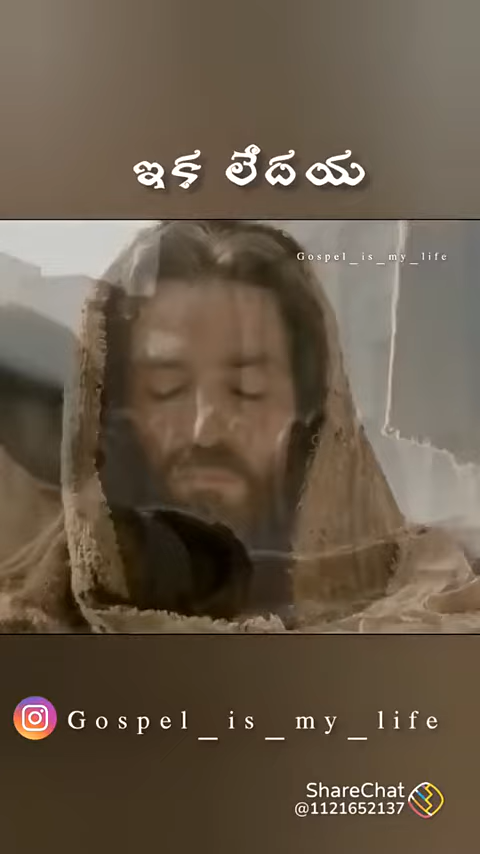 ఇక లేదయ
Gospel_is_my_life
Gospel_is_my_life
ShareChat
@1121652137